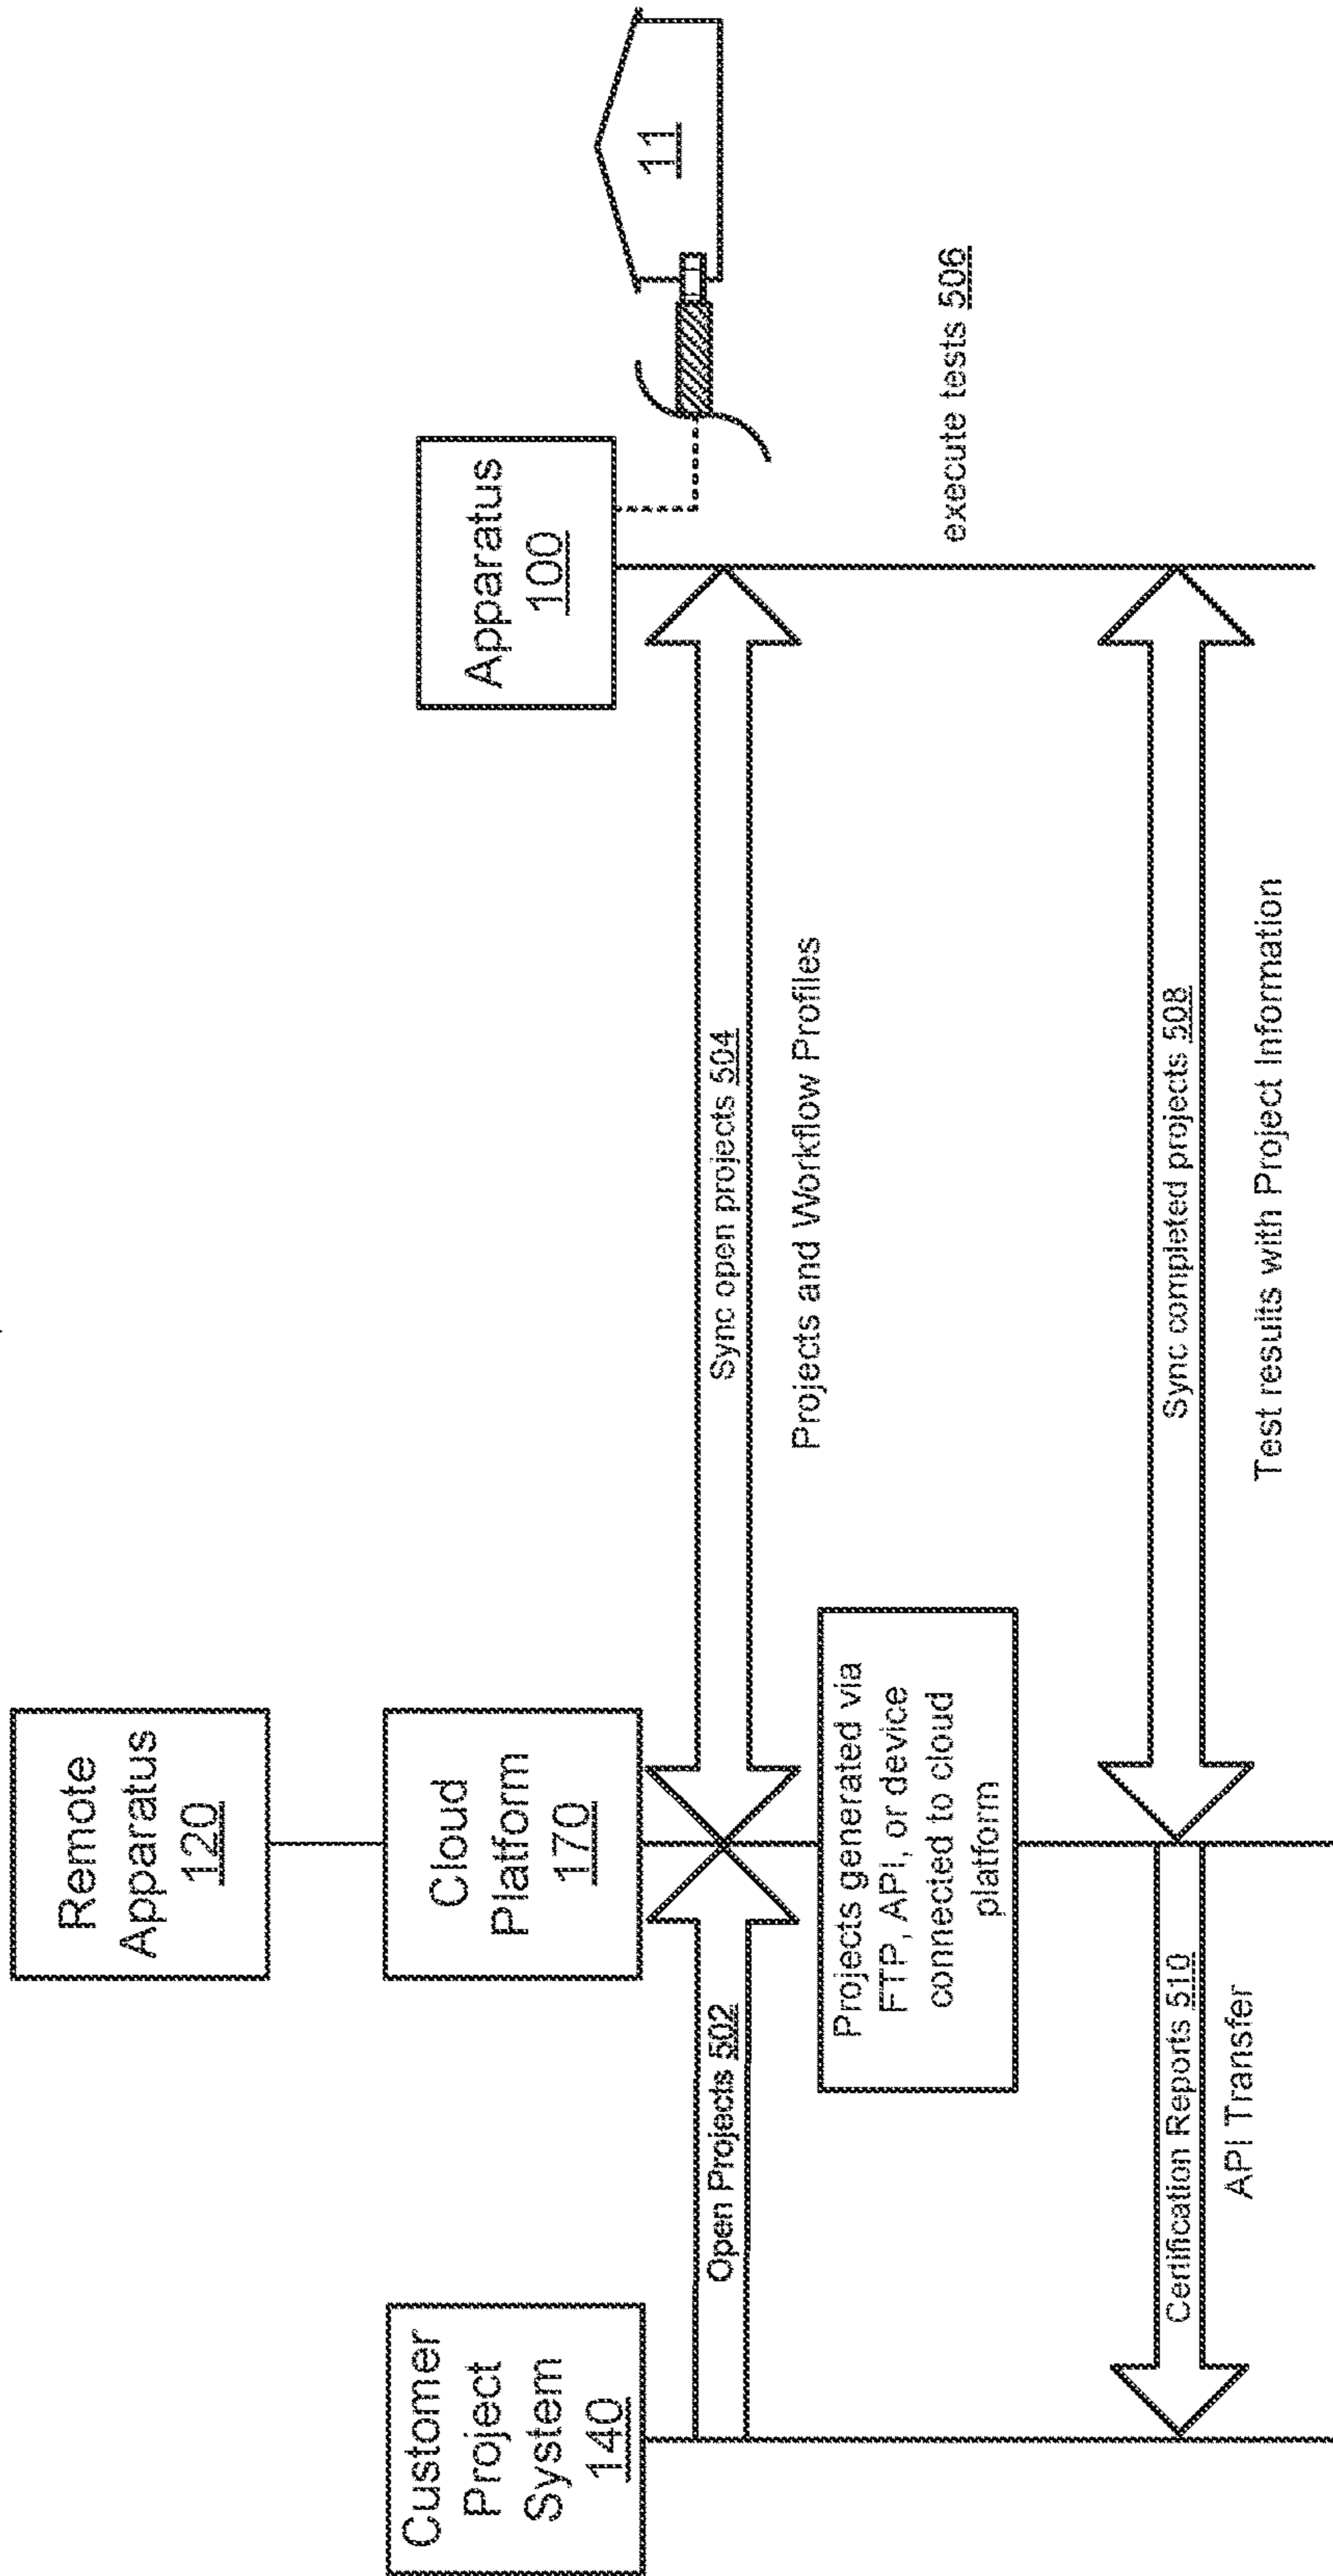 Remote
Apparatus
120
Customer
Project
System
140
Cloud
Platform
170
Apparatus
100
11
Open Projects 502
Sync open projects 504
Projects and Workflow Profiles
Projects generated via
FTP, API, or device
connected to cloud
platform
execute tests 506
Sync completed projects 508
Test results with Project Information
Certification Reports 510
API Transfer